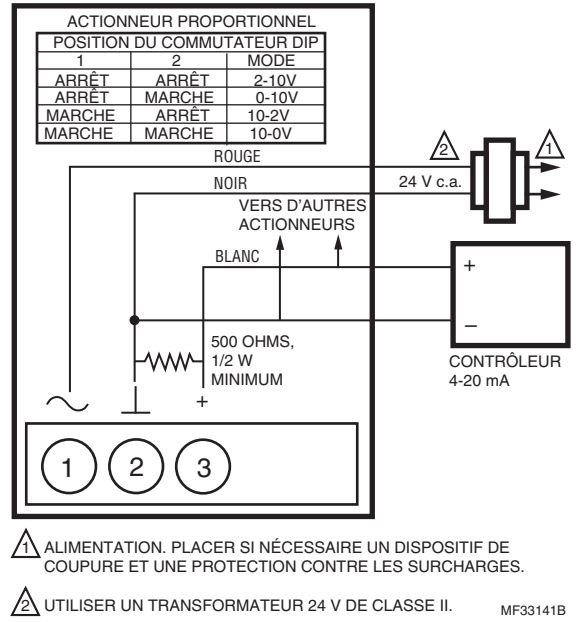 ACTIONNEUR PROPORTIONNEL
POSITION DU COMMUTATEUR DIP
1 2 MODE
ARRÊT ARRÊT 2-10V
ARRÊT MARCHE 0-10V
MARCHE ARRÊT 10-2V
MARCHE MARCHE 10-0V
ROUGE
2
1
NOIR
24 V c.a.
VERS D'AUTRES
ACTIONNEURS
BLANC
+
–
500 OHMS,
1/2 W
MINIMUM
+
CONTRÔLEUR
4-20 mA
1 2 3
1 ALIMENTATION. PLACER SI NÉCESSAIRE UN DISPOSITIF DE
COUPURE ET UNE PROTECTION CONTRE LES SURCHARGES.
2 UTILISER UN TRANSFORMATEUR 24 V DE CLASSE II.
MF33141B